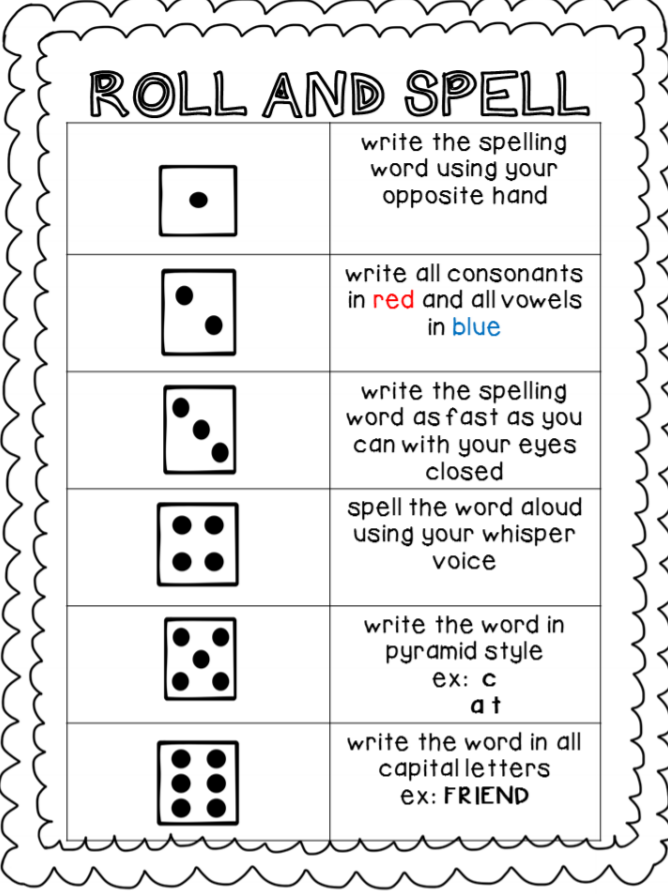 ROLL AND SPELL
write the spelling
word using your
opposite hand
write all consonants
in red and all vowels
in blue
write the spelling
word as fast as you
can with your eyes
closed
spell the word aloud
using your whisper
voice
write the word in
pyramid style
ex: c
a t
write the word in all
capital letters
ex: FRIEND